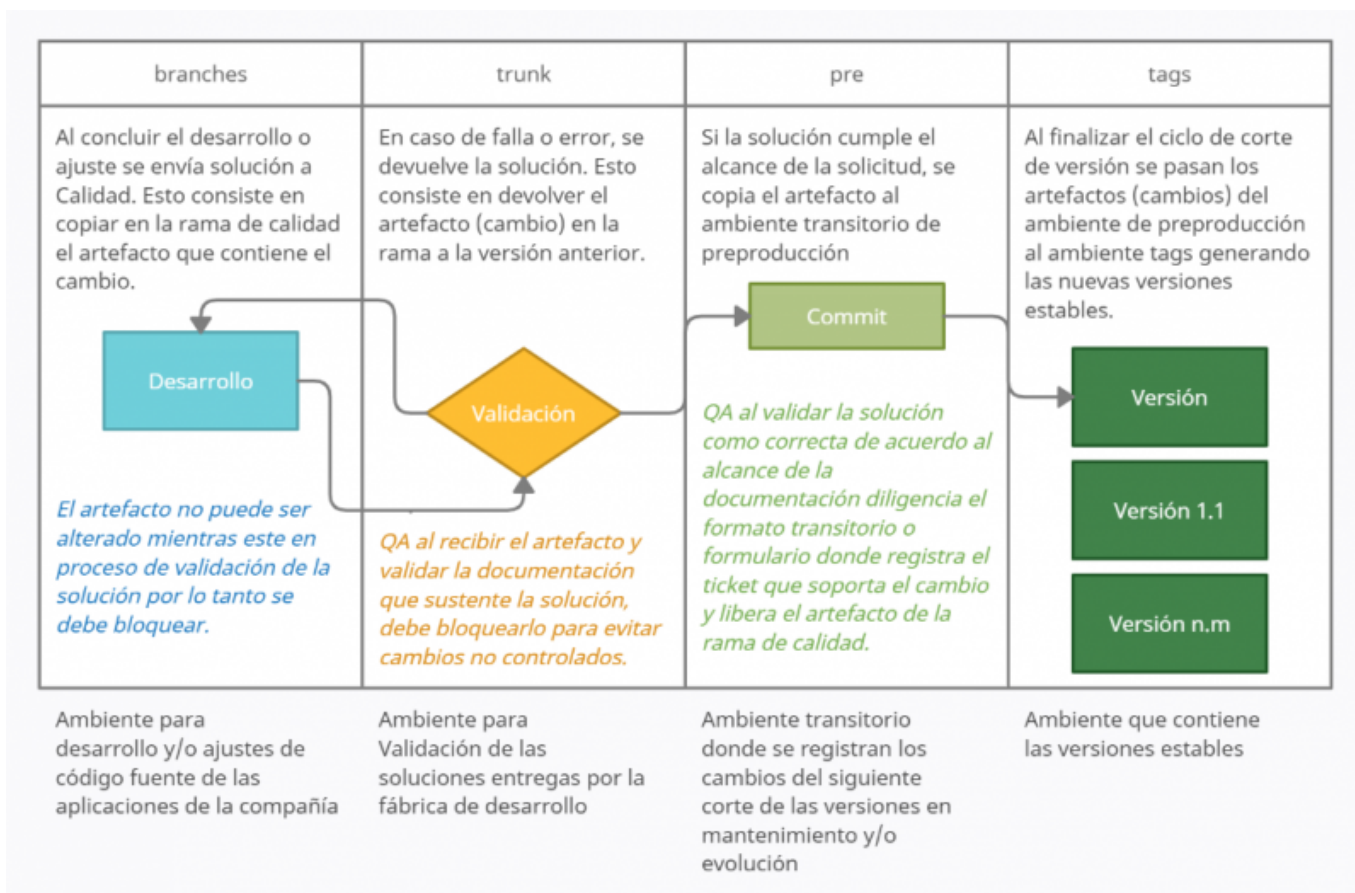 branches
trunk
pre
tags
Al concluir el desarrollo o
ajuste se envía solución a
Calidad. Esto consiste en
copiar en la rama de calidad
el artefacto que contiene el
cambio.
En caso de falla o error, se
devuelve la solución. Esto
consiste en devolver el
artefacto (cambio) en la
rama a la versión anterior.
Si la solución cumple el
alcance de la solicitud, se
copia el artefacto al
ambiente transitorio de
preproducción
Al finalizar el ciclo de corte
de versión se pasan los
artefactos (cambios) del
ambiente de preproducción
al ambiente tags generando
las nuevas versiones
estables.
Desarrollo
Validación
Commit
Versión
Versión 1.1
Versión n.m
El artefacto no puede ser
alterado mientras este en
proceso de validación de la
solución por lo tanto se
debe bloquear.
QA al recibir el artefacto y
validar la documentación
que sustente la solución,
debe bloquearlo para evitar
cambios no controlados.
QA al validar la solución
como correcta de acuerdo al
alcance de la
documentación diligencia el
formato transitorio o
formulario donde registra el
ticket que soporta el cambio
y libera el artefacto de la
rama de calidad.
Ambiente para
desarrollo y/o ajustes de
código fuente de las
aplicaciones de la compañía
Ambiente para
Validación de las
soluciones entregas por la
fábrica de desarrollo
Ambiente transitorio
donde se registran los
cambios del siguiente
corte de las versiones en
mantenimiento y/o
evolución
Ambiente que contiene
las versiones estables